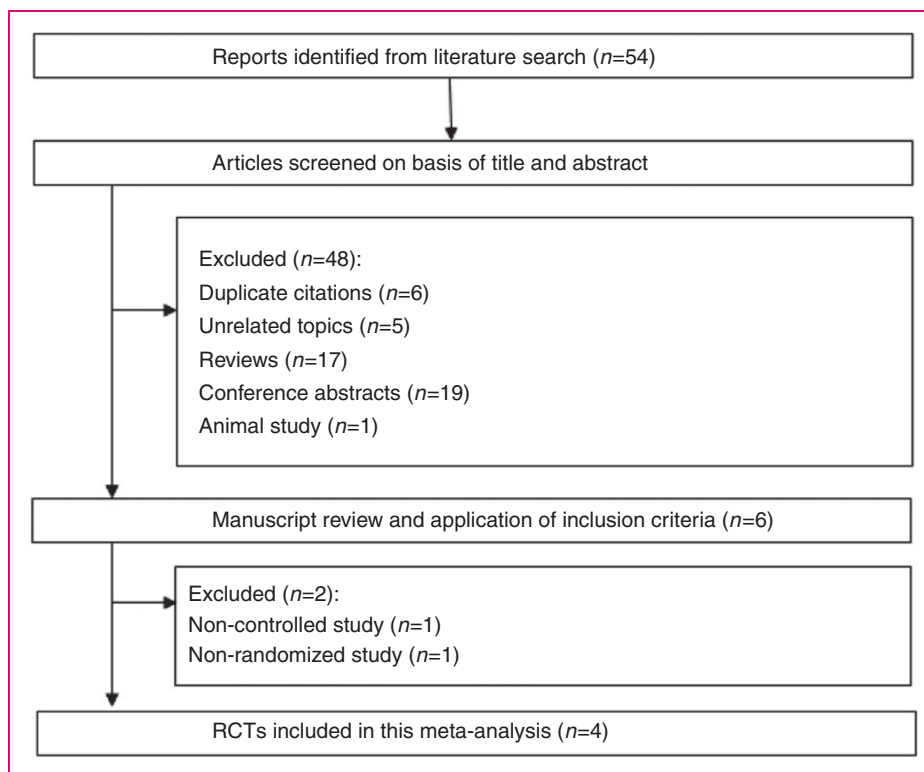 Reports identified from literature search (n=54)
Articles screened on basis of title and abstract
Excluded (n=48):
Duplicate citations (n=6)
Unrelated topics (n=5)
Reviews (n=17)
Conference abstracts (n=19)
Animal study (n=1)
Manuscript review and application of inclusion criteria (n=6)
Excluded (n=2):
Non-controlled study (n=1)
Non-randomized study (n=1)
RCTs included in this meta-analysis (n=4)